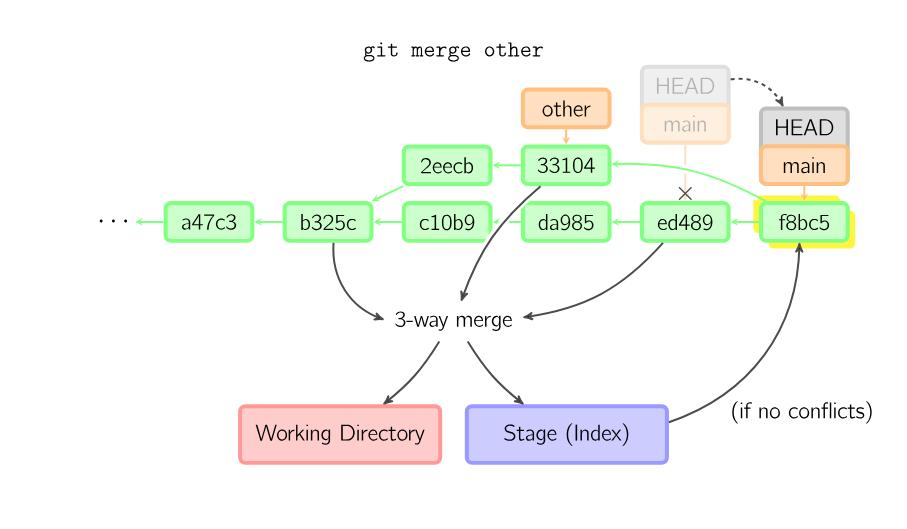 git merge other
HEAD
other
main
HEAD
main
2eecb
33104
...
a47c3
b325c
c10b9
da985
ed489
f8bc5
3-way merge
(if no conflicts)
Working Directory
Stage (Index)